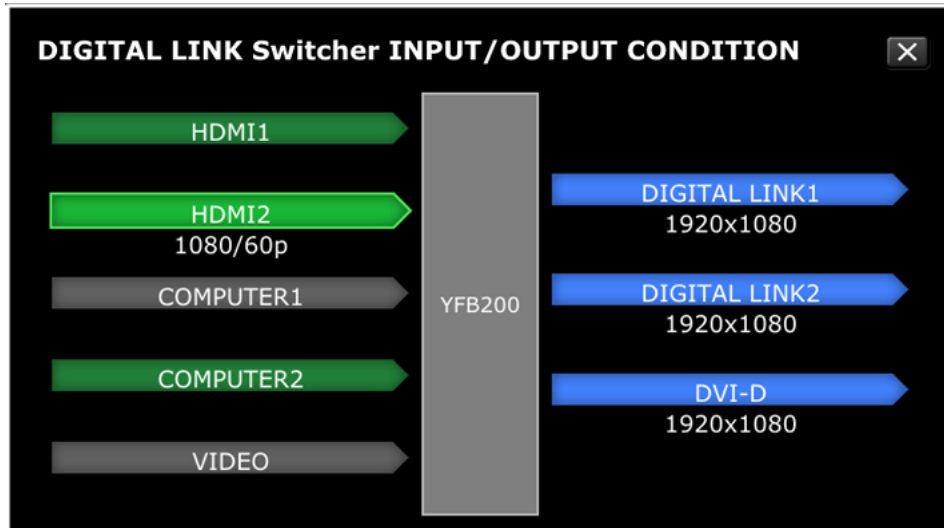 DIGITAL LINK Switcher INPUT/OUTPUT CONDITION
HDMI1
HDMI2
1080/60p
COMPUTER1
COMPUTER2
VIDEO
YFB200
DIGITAL LINK1
1920x1080
DIGITAL LINK2
1920x1080
DVI-D
1920x1080